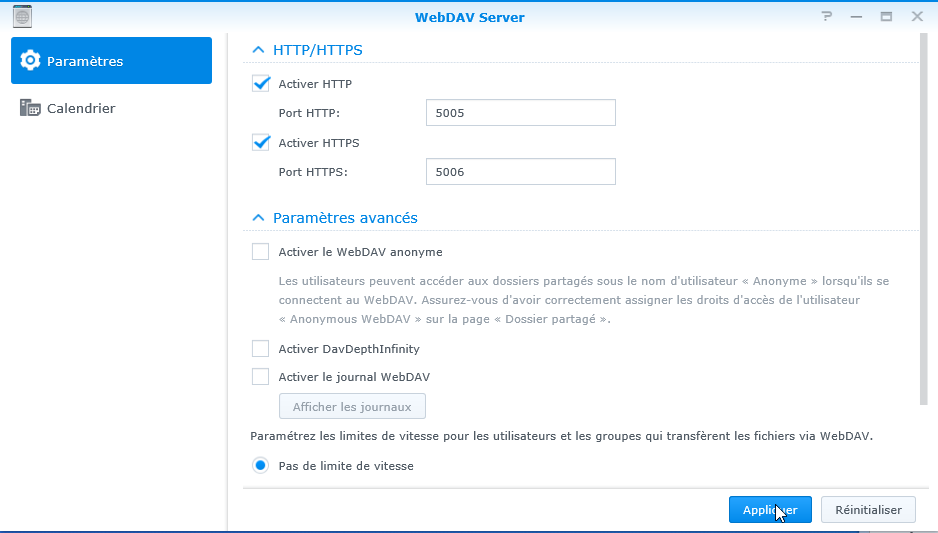 WebDAV Server
Paramètres
Calendrier
HTTP/HTTPS
Activer HTTP
Port HTTP:
5005
Activer HTTPS
Port HTTPS:
5006
Paramètres avancés
Activer le WebDAV anonyme
Les utilisateurs peuvent accéder aux dossiers partagés sous le nom d'utilisateur « Anonyme » lorsqu'ils se
connectent au WebDAV. Assurez-vous d'avoir correctement assigner les droits d'accès de l'utilisateur
« Anonymous WebDAV » sur la page « Dossier partagé ».
Activer DavDepthInfinity
Activer le journal WebDAV
Afficher les journaux
Paramétrez les limites de vitesse pour les utilisateurs et les groupes qui transfèrent les fichiers via WebDAV.
Pas de limite de vitesse
Appliquer
Réinitialiser